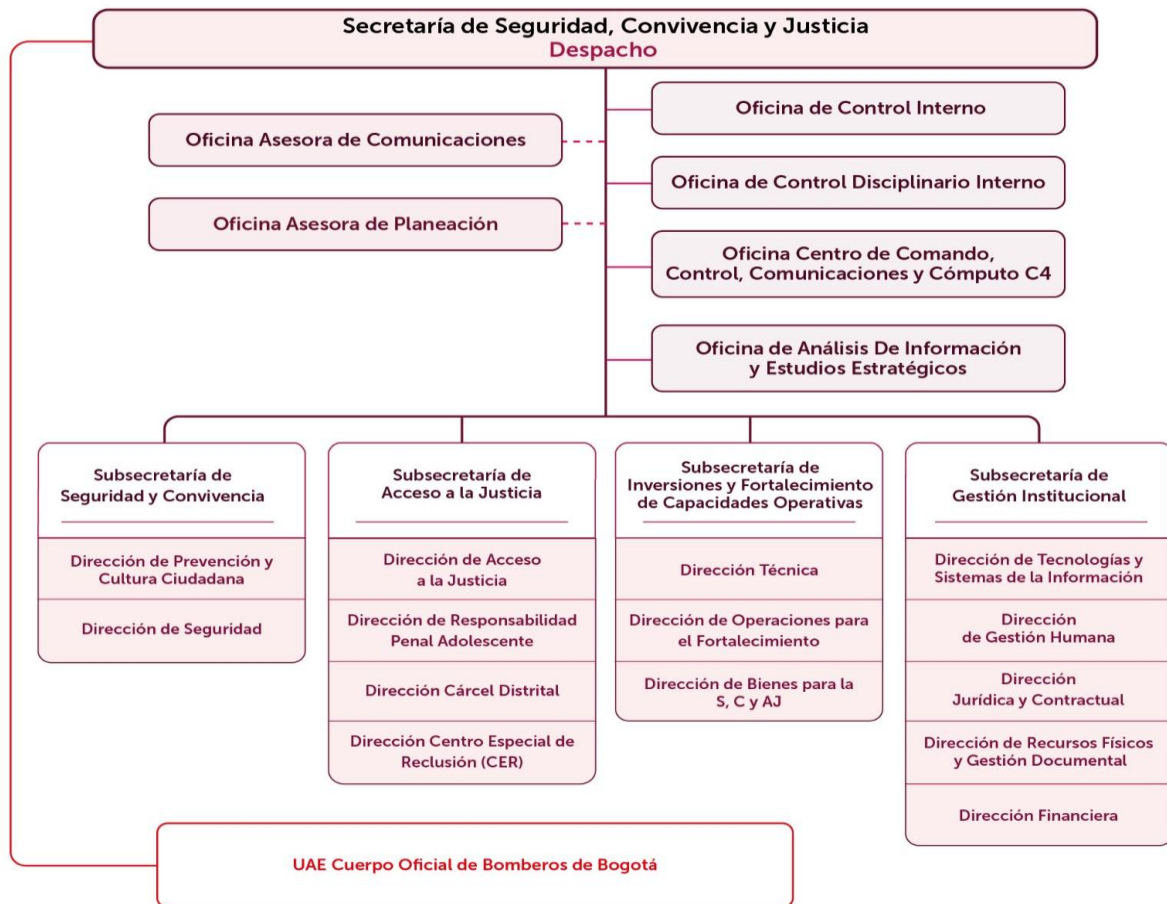 Secretaría de Seguridad, Convivencia y Justicia
Despacho
Oficina Asesora de Comunicaciones
Oficina Asesora de Planeación
Oficina de Control Interno
Oficina de Control Disciplinario Interno
Oficina Centro de Comando,
Control, Comunicaciones y Cómputo C4
Oficina de Análisis De Información
y Estudios Estratégicos
Subsecretaría de
Seguridad y Convivencia
Dirección de Prevención y
Cultura Ciudadana
Dirección de Seguridad
Subsecretaría de
Acceso a la Justicia
Dirección de Acceso
a la Justicia
Dirección de Responsabilidad
Penal Adolescente
Dirección Cárcel Distrital
Dirección Centro Especial de
Reclusión (CER)
Subsecretaría de
Inversiones y Fortalecimiento
de Capacidades Operativas
Dirección Técnica
Dirección de Operaciones para
el Fortalecimiento
Dirección de Bienes para la
S, C y AJ
Subsecretaría de
Gestión Institucional
Dirección de Tecnologías y
Sistemas de la Información
Dirección
de Gestión Humana
Dirección
Jurídica y Contractual
Dirección de Recursos Físicos
y Gestión Documental
Dirección Financiera
UAE Cuerpo Oficial de Bomberos de Bogotá